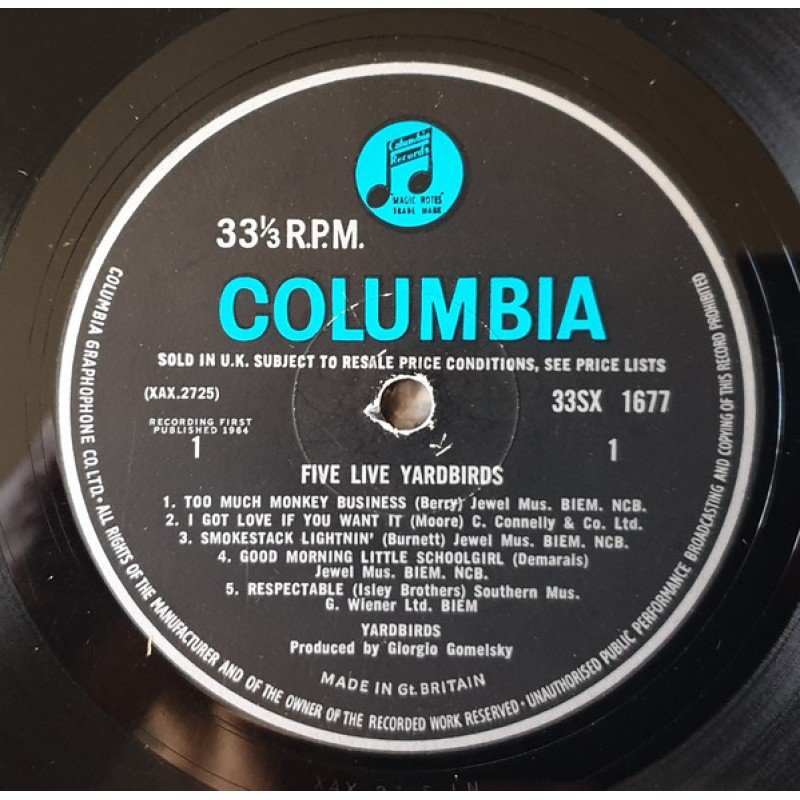 Columbia
Records
"MAGIC NOTES"
TRADE MARK
33⅓ R.P.M.
COLUMBIA
SOLD IN U.K. SUBJECT TO RESALE PRICE CONDITIONS, SEE PRICE LISTS
(XAX.2725)
33SX 1677
RECORDING FIRST
PUBLISHED 1964
1
1
FIVE LIVE YARDBIRDS
1. TOO MUCH MONKEY BUSINESS (Berry) Jewel Mus. BIEM. NCB.
2. I GOT LOVE IF YOU WANT IT (Moore) C. Connelly & Co. Ltd.
3. SMOKESTACK LIGHTNIN' (Burnett) Jewel Mus. BIEM. NCB.
4. GOOD MORNING LITTLE SCHOOLGIRL (Demarais)
Jewel Mus. BIEM. NCB.
5. RESPECTABLE (Isley Brothers) Southern Mus.
G. Wiener Ltd. BIEM
YARDBIRDS
Produced by Giorgio Gomelsky
MADE IN Gt. BRITAIN
COLUMBIA GRAPHOPHONE CO. LTD. · ALL RIGHTS OF THE MANUFACTURER AND OF THE OWNER OF THE RECORDED WORK RESERVED · UNAUTHORISED PUBLIC PERFORMANCE BROADCASTING AND COPYING OF THIS RECORD PROHIBITED